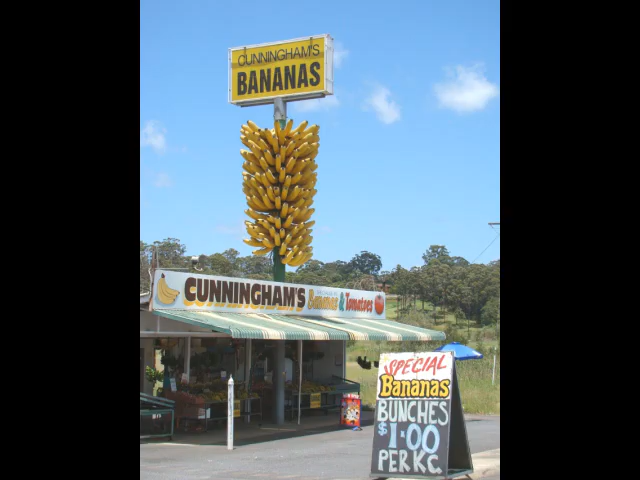 CUNNINGHAM'S
BANANAS
CUNNINGHAM'S Bananas & Tomatoes
SPECIAL
Bananas
BUNCHES
$1.00
PER KG.